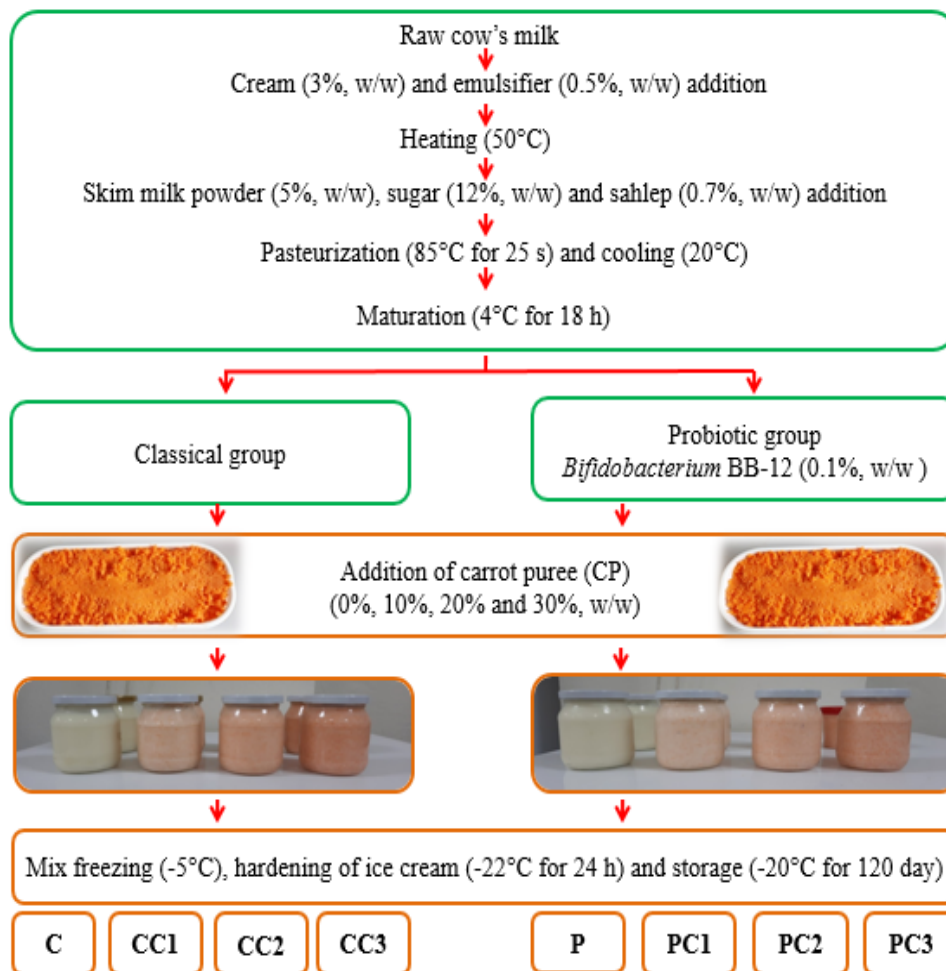 Raw cow’s milk
Cream (3%, w/w) and emulsifier (0.5%, w/w) addition
Heating (50°C)
Skim milk powder (5%, w/w), sugar (12%, w/w) and sahlep (0.7%, w/w) addition
Pasteurization (85°C for 25 s) and cooling (20°C)
Maturation (4°C for 18 h)
Classical group
Probiotic group
Bifidobacterium BB-12 (0.1%, w/w )
Addition of carrot puree (CP)
(0%, 10%, 20% and 30%, w/w)
Mix freezing (-5°C), hardening of ice cream (-22°C for 24 h) and storage (-20°C for 120 day)
C CC1 CC2 CC3 P PC1 PC2 PC3